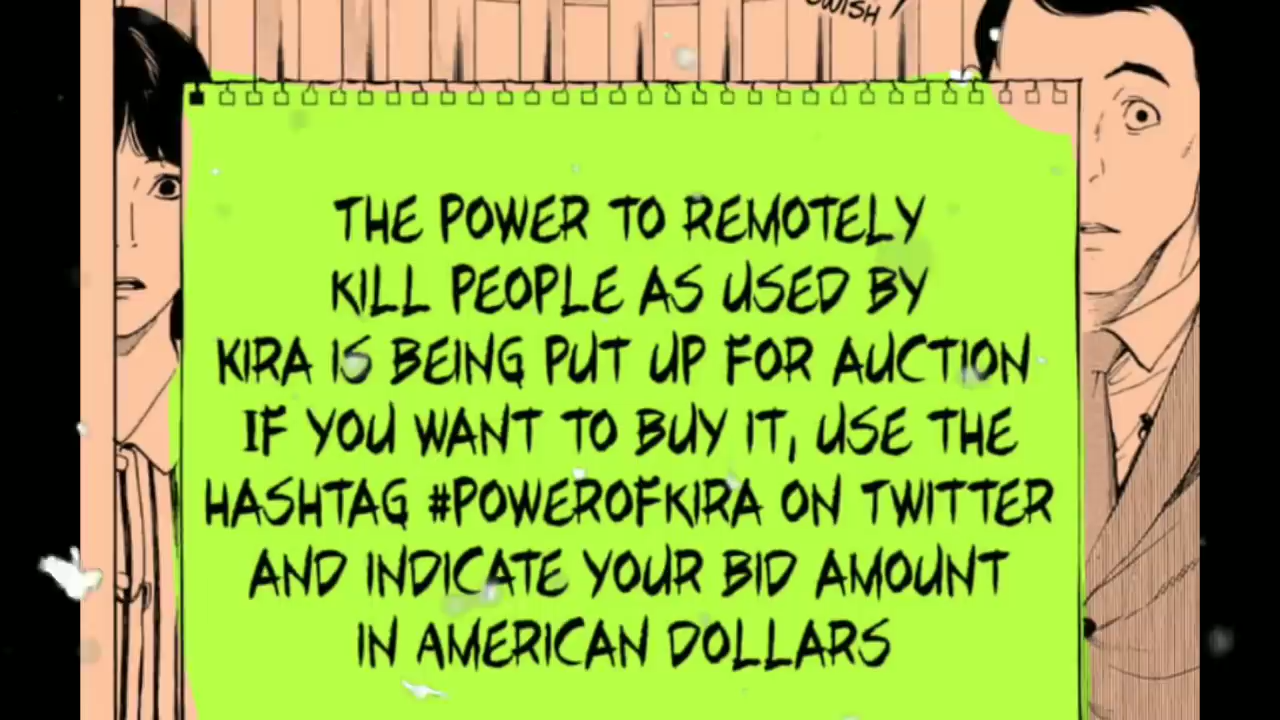 SWISH
THE POWER TO REMOTELY
KILL PEOPLE AS USED BY
KIRA IS BEING PUT UP FOR AUCTION
IF YOU WANT TO BUY IT, USE THE
HASHTAG #POWEROFKIRA ON TWITTER
AND INDICATE YOUR BID AMOUNT
IN AMERICAN DOLLARS